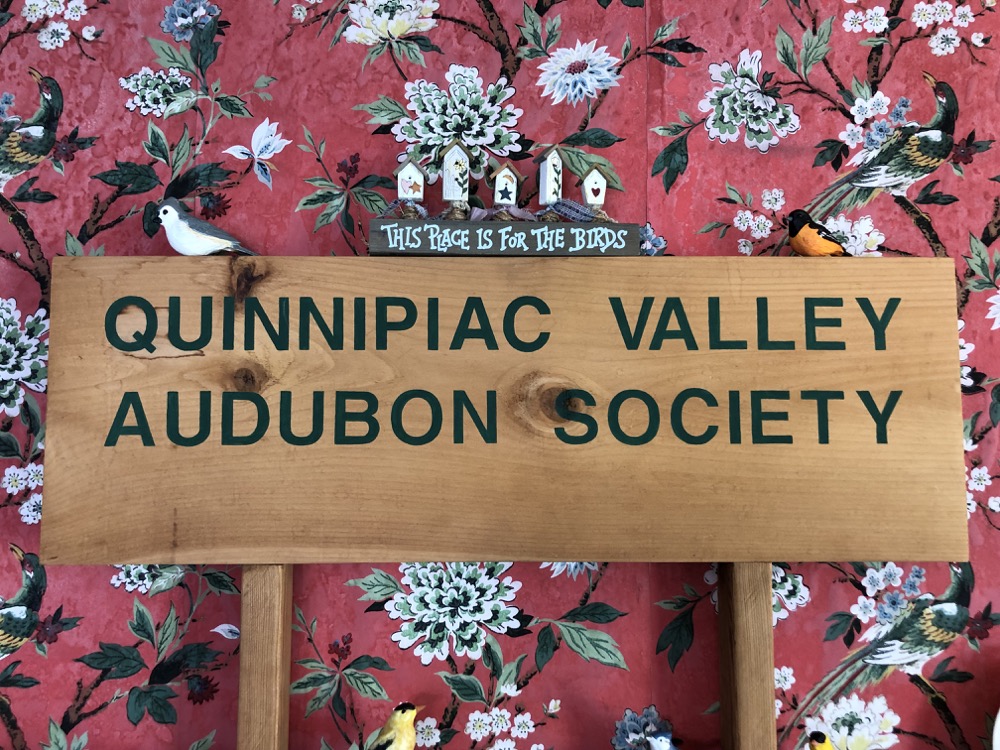 THIS PLACE IS FOR THE BIRDS
QUINNIPIAC VALLEY
AUDUBON SOCIETY